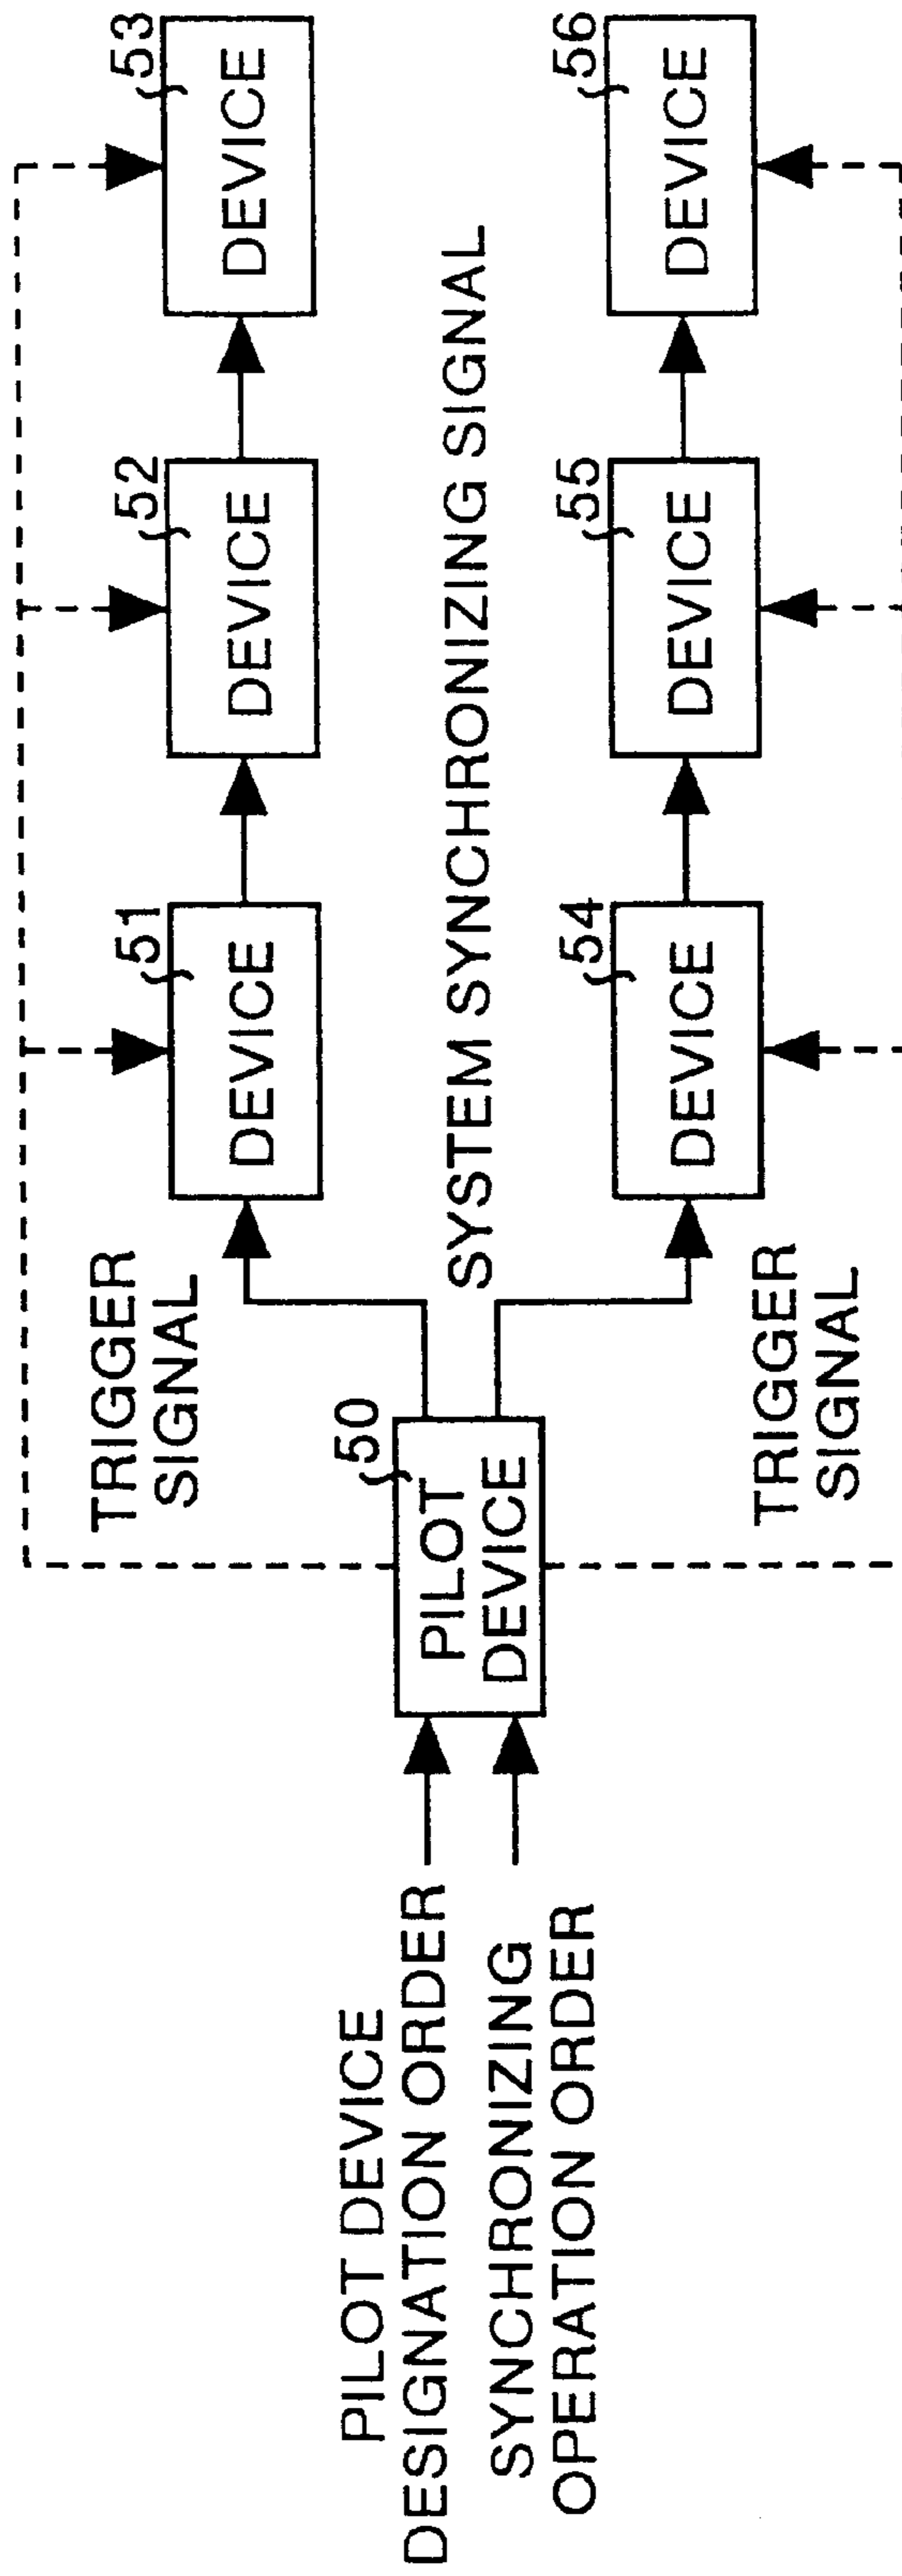 PILOT DEVICE
DESIGNATION ORDER
SYNCHRONIZING
OPERATION ORDER
50
PILOT
DEVICE
TRIGGER
SIGNAL
51
DEVICE
52
DEVICE
53
DEVICE
SYSTEM SYNCHRONIZING SIGNAL
TRIGGER
SIGNAL
54
DEVICE
55
DEVICE
56
DEVICE